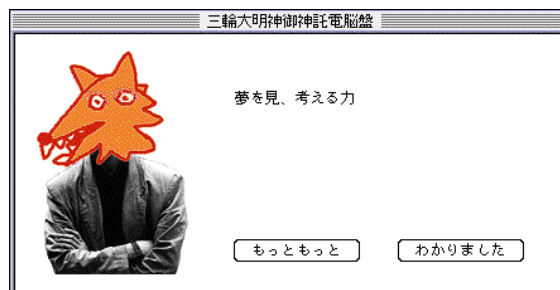 三輪大明神御神託電脳盤
夢を見、考える力
もっともっと
わかりました